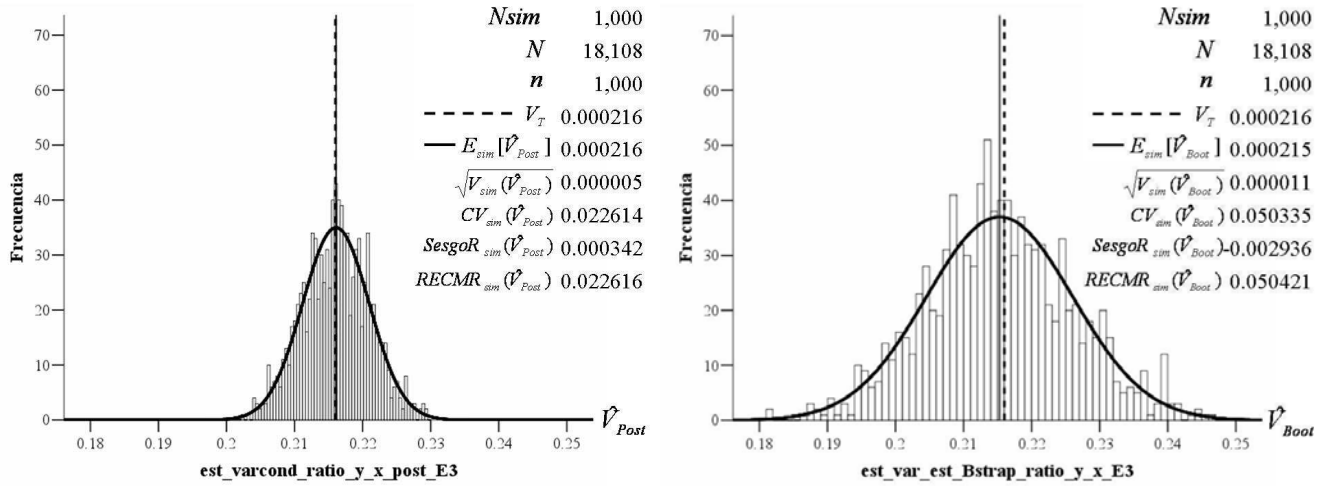 Nsim 1,000
N 18,108
n 1,000
V_T 0.000216
E_sim[V̂_Post] 0.000216
√V_sim(V̂_Post) 0.000005
CV_sim(V̂_Post) 0.022614
SesgoR_sim(V̂_Post) 0.000342
RECMR_sim(V̂_Post) 0.022616
Frecuencia
70
60
50
40
30
20
10
0
V̂_Post
0.18 0.19 0.2 0.21 0.22 0.23 0.24 0.25
est_varcond_ratio_y_x_post_E3
Nsim 1,000
N 18,108
n 1,000
V_T 0.000216
E_sim[V̂_Boot] 0.000215
√V_sim(V̂_Boot) 0.000011
CV_sim(V̂_Boot) 0.050335
SesgoR_sim(V̂_Boot) -0.002936
RECMR_sim(V̂_Boot) 0.050421
Frecuencia
70
60
50
40
30
20
10
0
V̂_Boot
0.18 0.19 0.2 0.21 0.22 0.23 0.24 0.25
est_var_est_Bstrap_ratio_y_x_E3